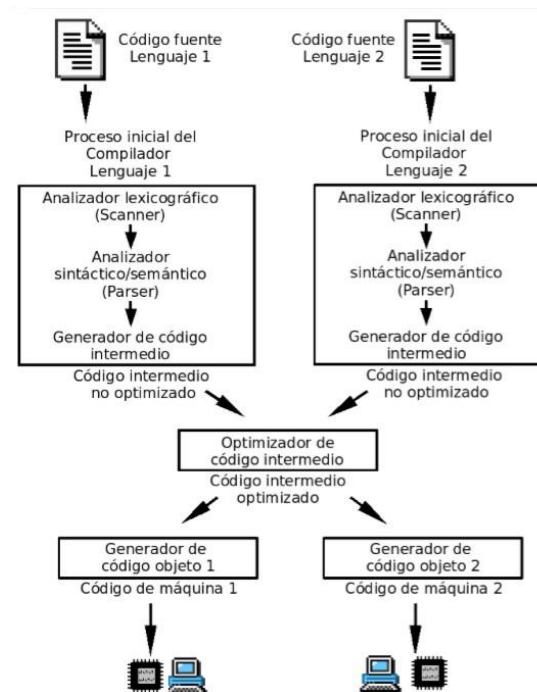 Código fuente
Lenguaje 1
Código fuente
Lenguaje 2
Proceso inicial del
Compilador
Lenguaje 1
Proceso inicial del
Compilador
Lenguaje 2
Analizador lexicográfico
(Scanner)
Analizador
sintáctico/semántico
(Parser)
Generador de código
intermedio
Analizador lexicográfico
(Scanner)
Analizador
sintáctico/semántico
(Parser)
Generador de código
intermedio
Código intermedio
no optimizado
Código intermedio
no optimizado
Optimizador de
código intermedio
Código intermedio
optimizado
Generador de
código objeto 1
Generador de
código objeto 2
Código de máquina 1
Código de máquina 2